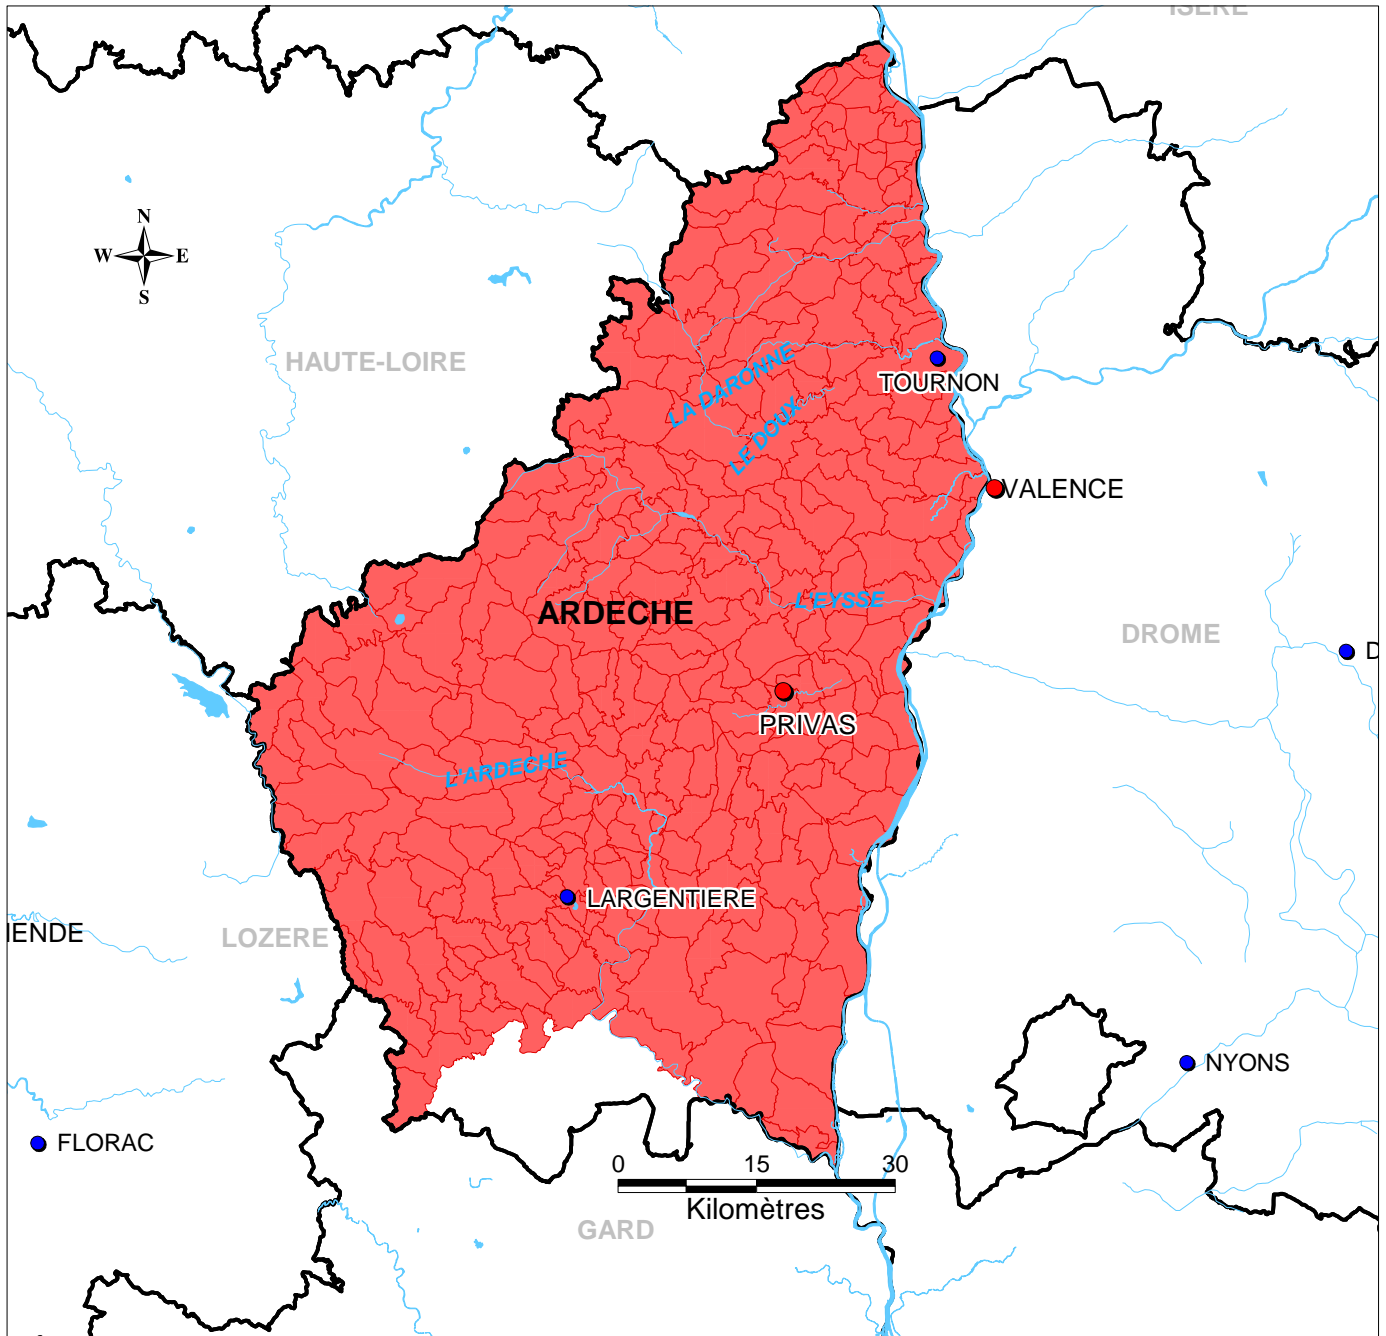 ISERE
N
W E
S
HAUTE-LOIRE
LA DARONNE
TOURNON
LE DOUX
VALENCE
L'EYSSE
ARDECHE
DROME
D
PRIVAS
L'ARDECHE
LARGENTIERE
IENDE
LOZERE
NYONS
FLORAC
0 15 30
Kilomètres
GARD